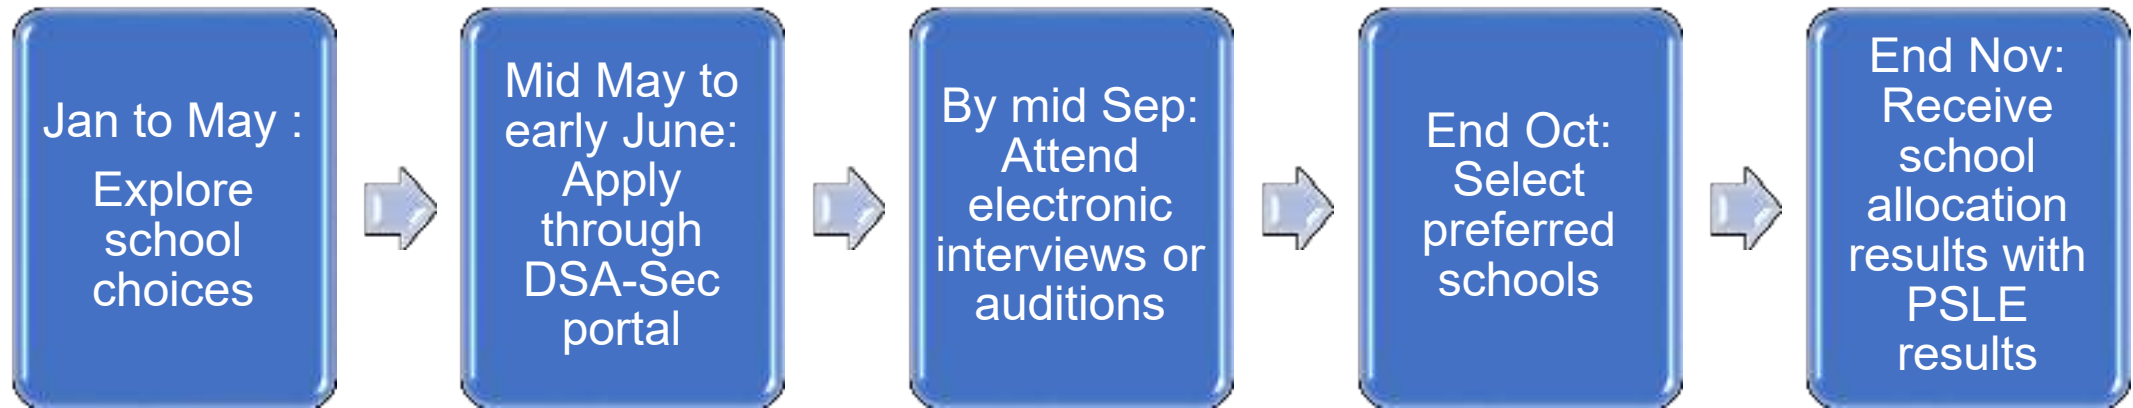 Jan to May :
Explore
school
choices
Mid May to
early June:
Apply
through
DSA-Sec
portal
By mid Sep:
Attend
electronic
interviews or
auditions
End Oct:
Select
preferred
schools
End Nov:
Receive
school
allocation
results with
PSLE
results